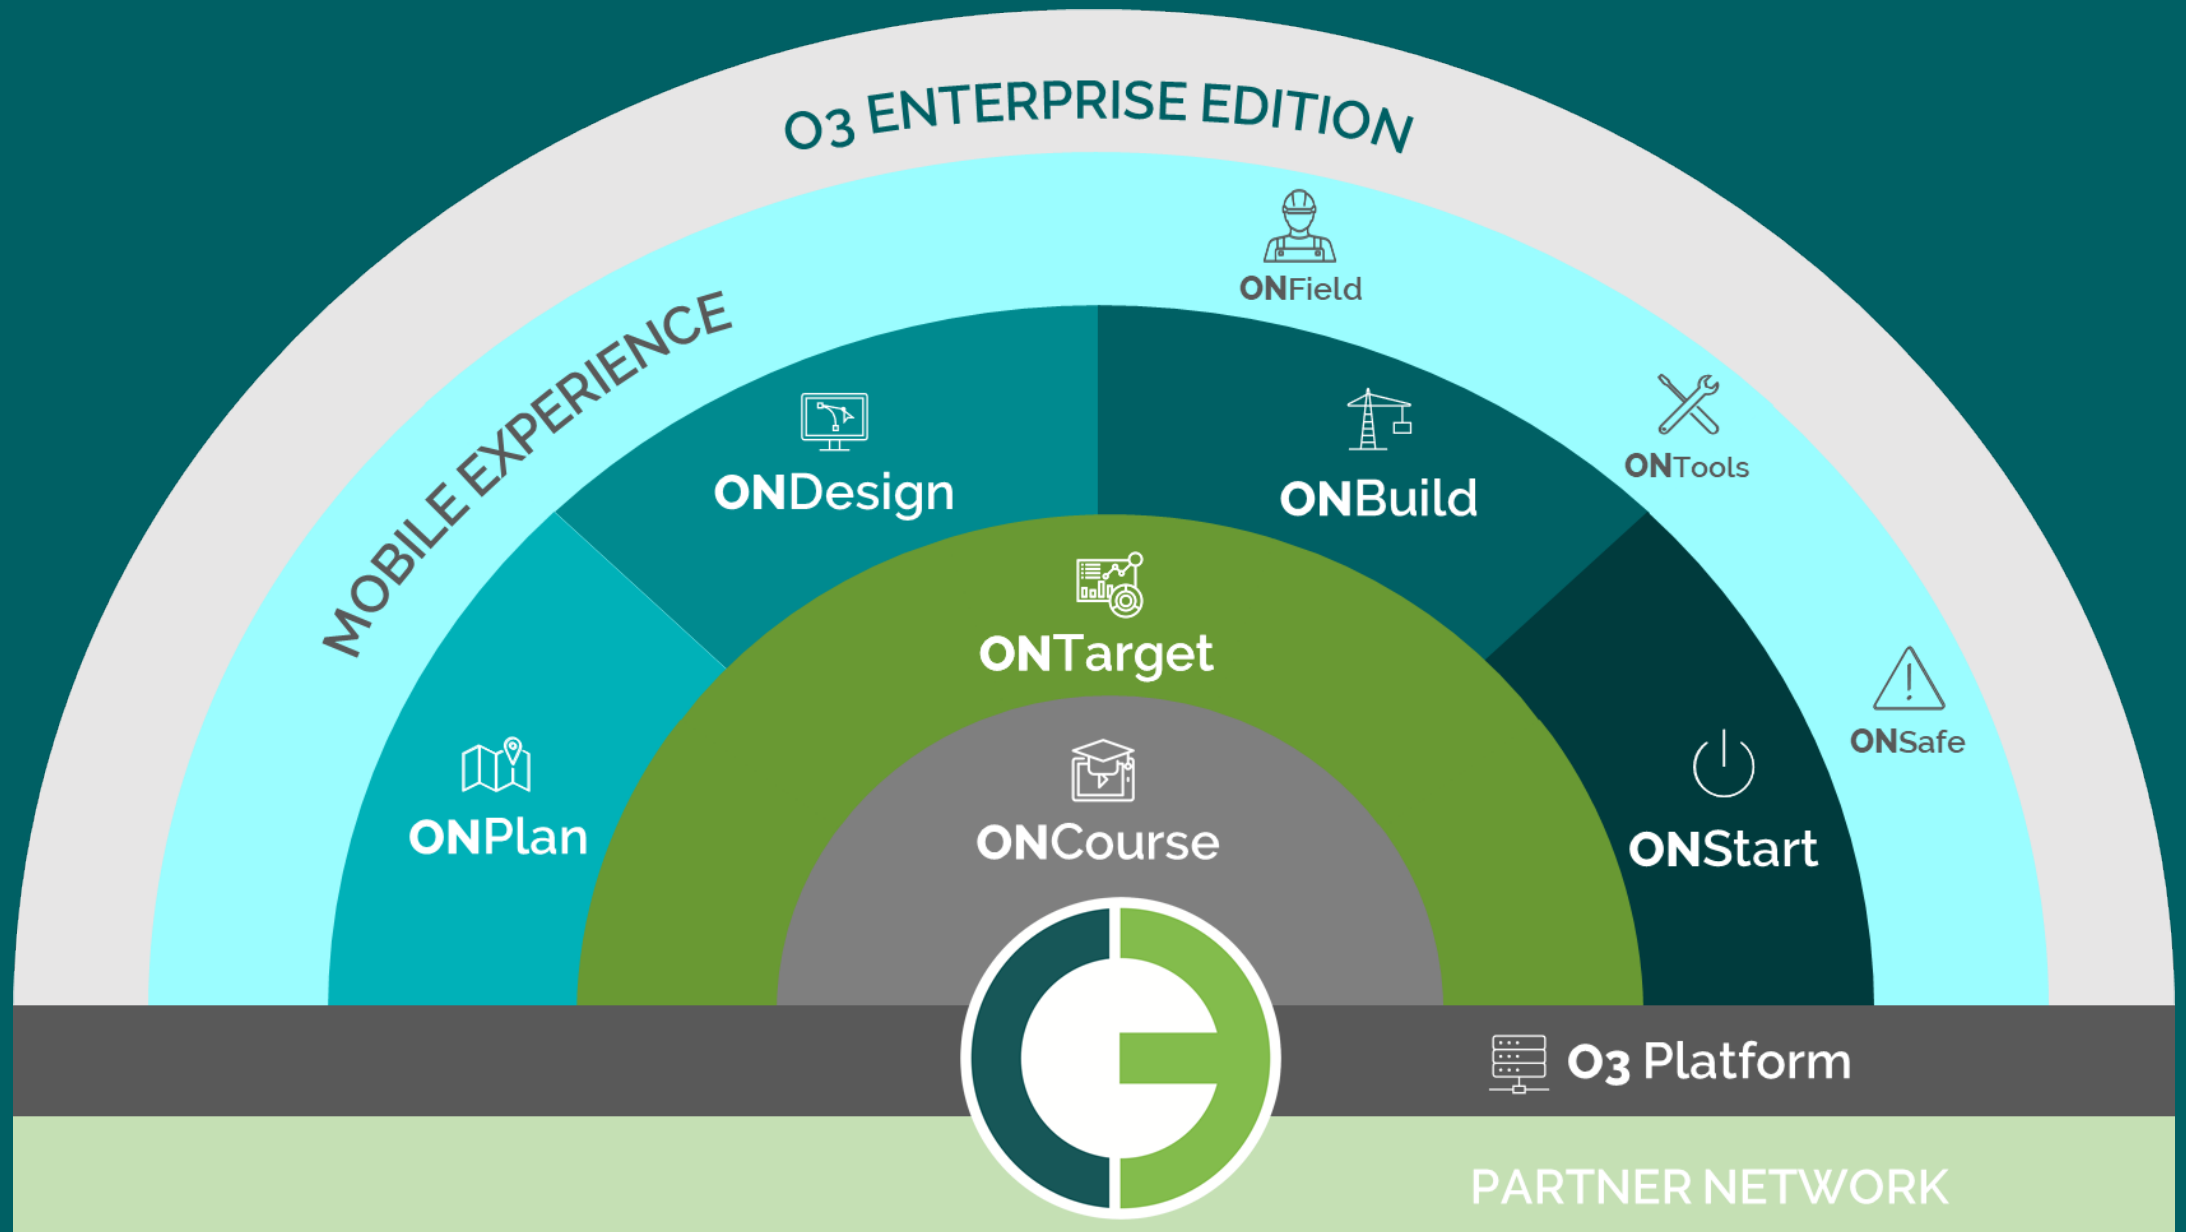 O3 ENTERPRISE EDITION
MOBILE EXPERIENCE
ONField
ONTools
ONSafe
ONDesign
ONBuild
ONPlan
ONStart
ONTarget
ONCourse
O3 Platform
PARTNER NETWORK